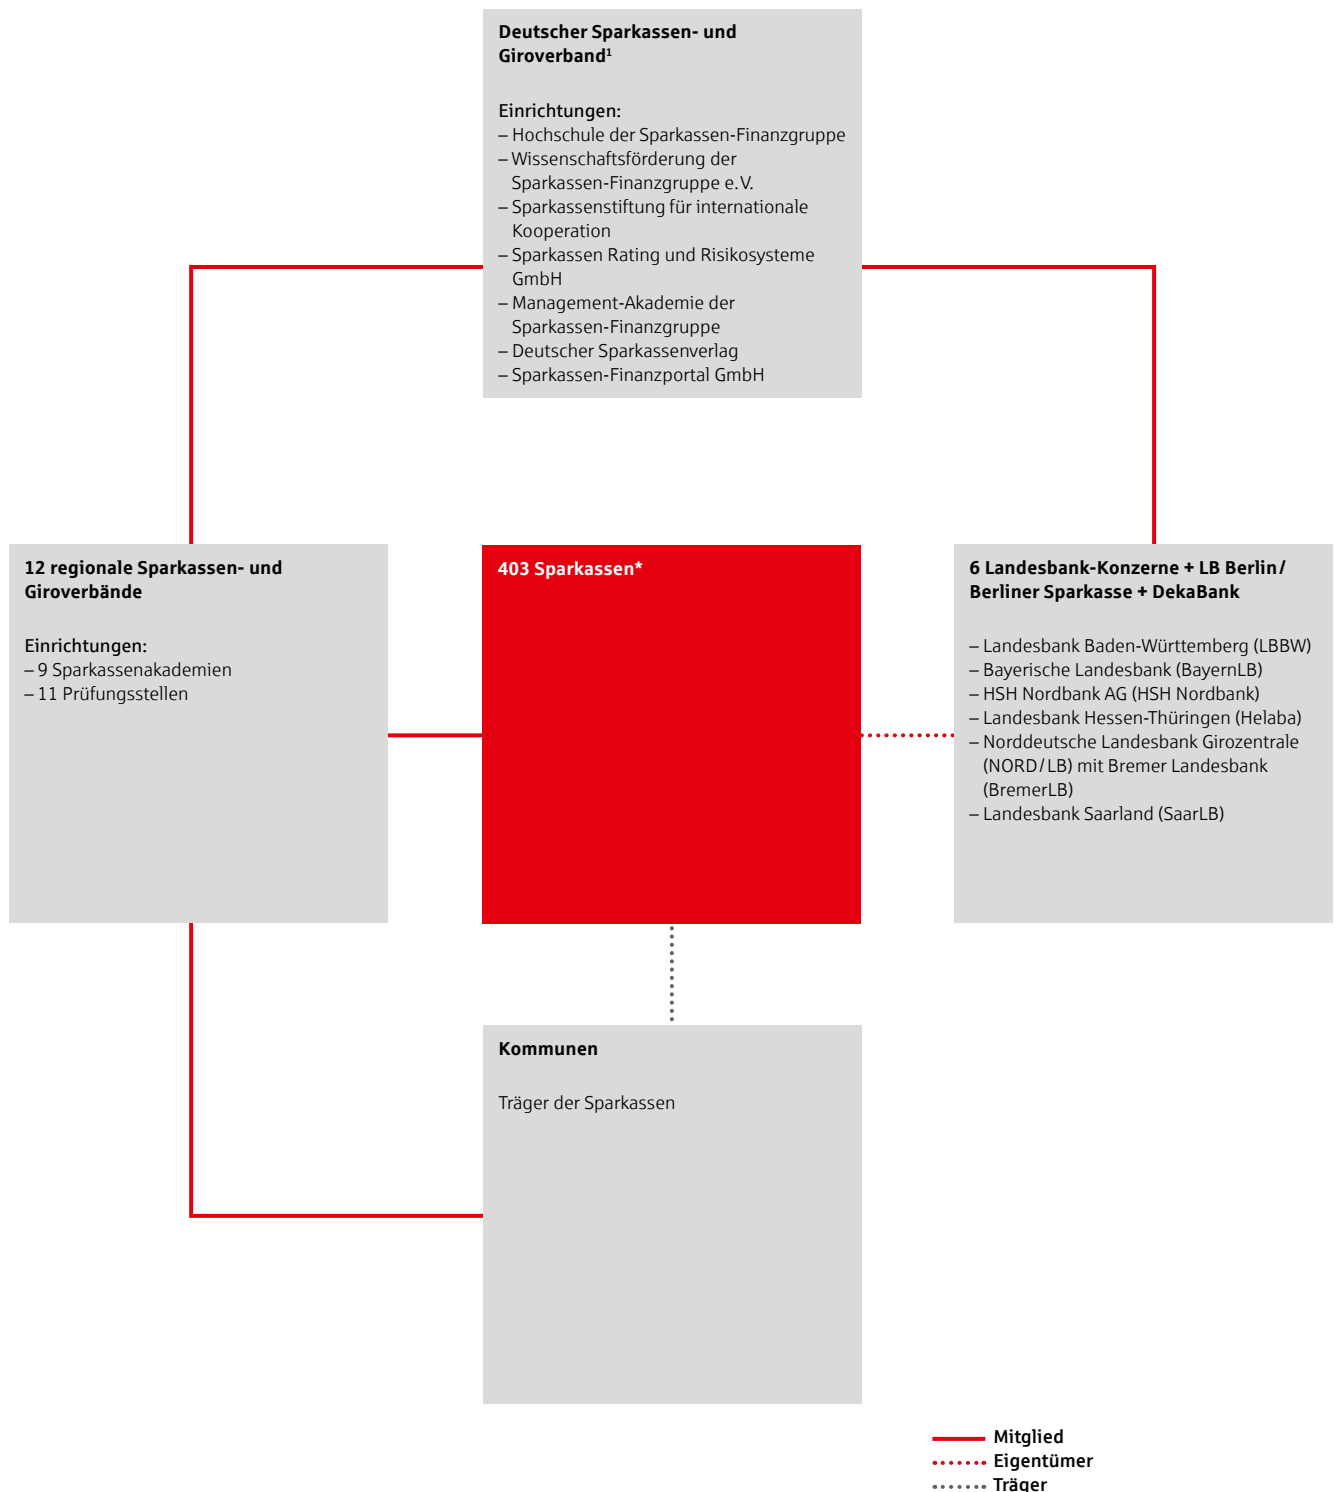 Deutscher Sparkassen- und
Giroverband¹
Einrichtungen:
– Hochschule der Sparkassen-Finanzgruppe
– Wissenschaftsförderung der
Sparkassen-Finanzgruppe e. V.
– Sparkassenstiftung für internationale
Kooperation
– Sparkassen Rating und Risikosysteme
GmbH
– Management-Akademie der
Sparkassen-Finanzgruppe
– Deutscher Sparkassenverlag
– Sparkassen-Finanzportal GmbH
12 regionale Sparkassen- und
Giroverbände
Einrichtungen:
– 9 Sparkassenakademien
– 11 Prüfungsstellen
403 Sparkassen*
6 Landesbank-Konzerne + LB Berlin/
Berliner Sparkasse + DekaBank
– Landesbank Baden-Württemberg (LBBW)
– Bayerische Landesbank (BayernLB)
– HSH Nordbank AG (HSH Nordbank)
– Landesbank Hessen-Thüringen (Helaba)
– Norddeutsche Landesbank Girozentrale
(NORD/LB) mit Bremer Landesbank
(BremerLB)
– Landesbank Saarland (SaarLB)
Kommunen
Träger der Sparkassen
Mitglied
Eigentümer
Träger